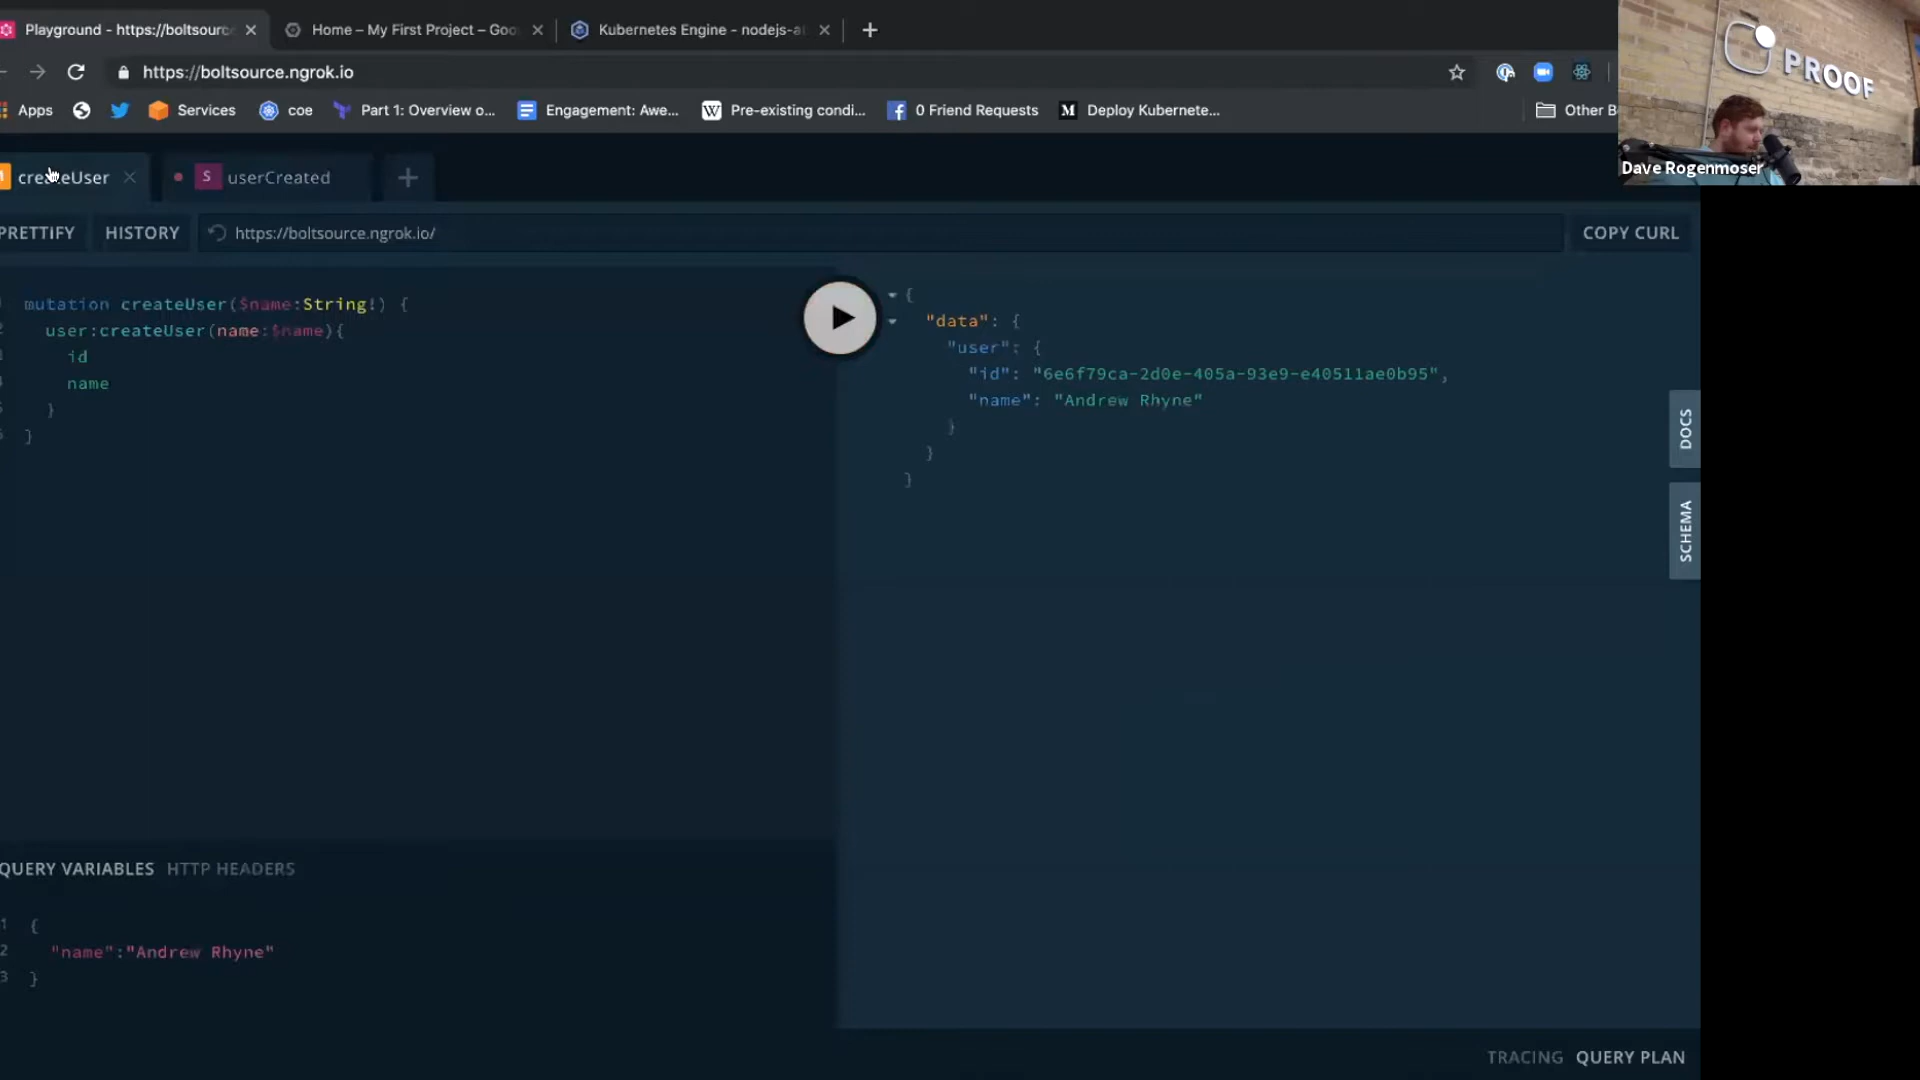 Playground - https://boltsourc
Home – My First Project – Goo
Kubernetes Engine - nodejs-a
https://boltsource.ngrok.io
Apps
Services
coe
Part 1: Overview o...
Engagement: Awe...
Pre-existing condi...
0 Friend Requests
Deploy Kubernete...
Other B
PROOF
Dave Rogenmoser
createUser
S
userCreated
PRETTIFY
HISTORY
https://boltsource.ngrok.io/
COPY CURL
mutation createUser($name:String!) {
2 user:createUser(name:$name){
id
name
}
}
{
"data": {
"user": {
"id": "6e6f79ca-2d0e-405a-93e9-e40511ae0b95",
"name": "Andrew Rhyne"
}
}
}
DOCS
SCHEMA
QUERY VARIABLES
HTTP HEADERS
1 {
2 "name":"Andrew Rhyne"
3 }
TRACING
QUERY PLAN